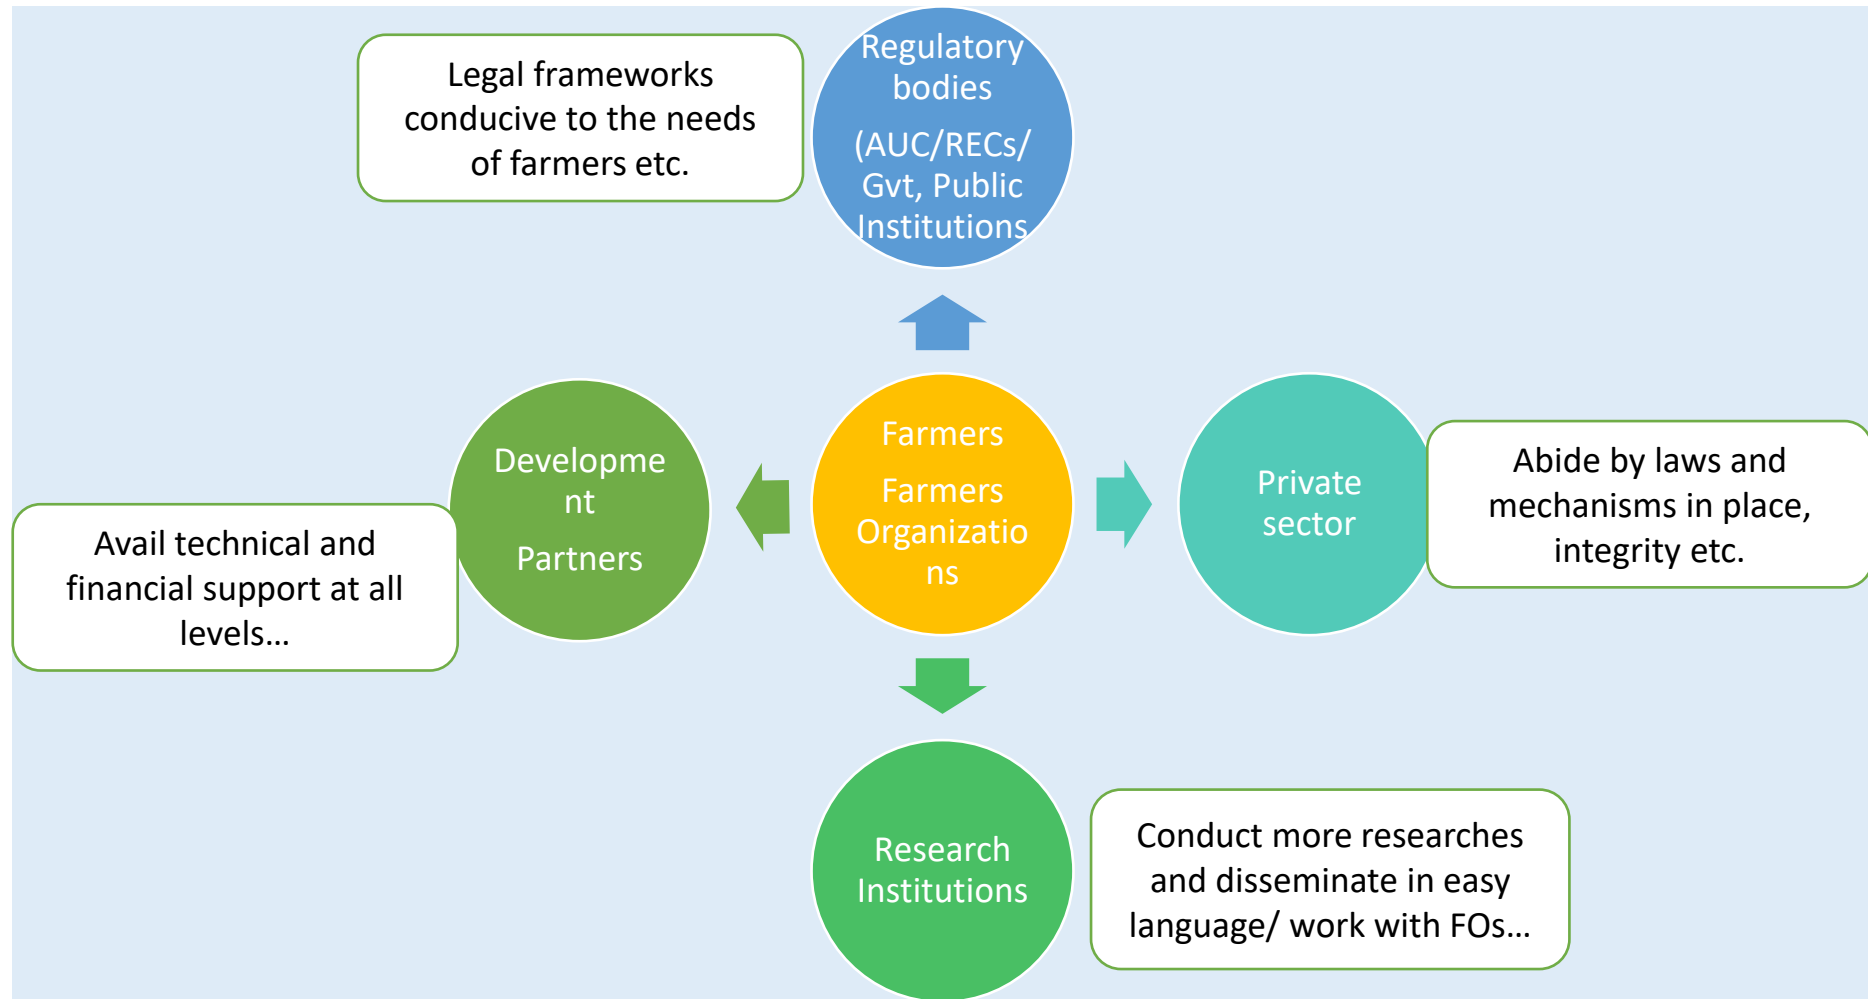 Legal frameworks
conducive to the needs
of farmers etc.
Regulatory
bodies
(AUC/RECs/
Gvt, Public
Institutions
Developme
nt
Partners
Avail technical and
financial support at all
levels…
Farmers
Farmers
Organizatio
ns
Private
sector
Abide by laws and
mechanisms in place,
integrity etc.
Research
Institutions
Conduct more researches
and disseminate in easy
language/ work with FOs…